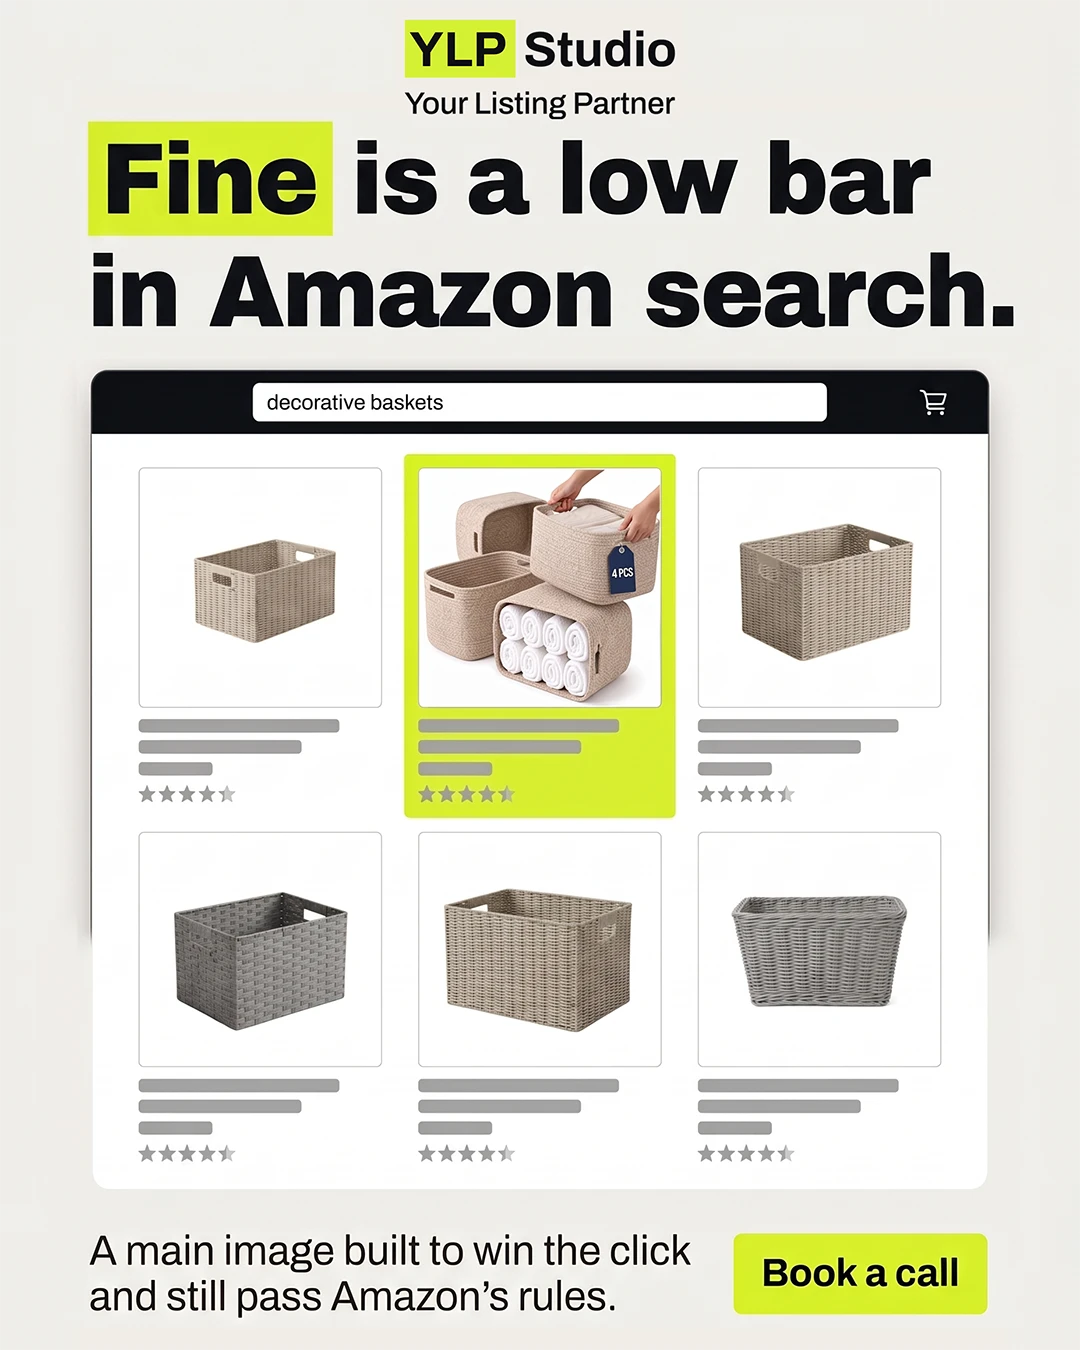 YLP Studio
Your Listing Partner
Fine is a low bar
in Amazon search.
decorative baskets
4 PCS
A main image built to win the click
and still pass Amazon's rules.
Book a call